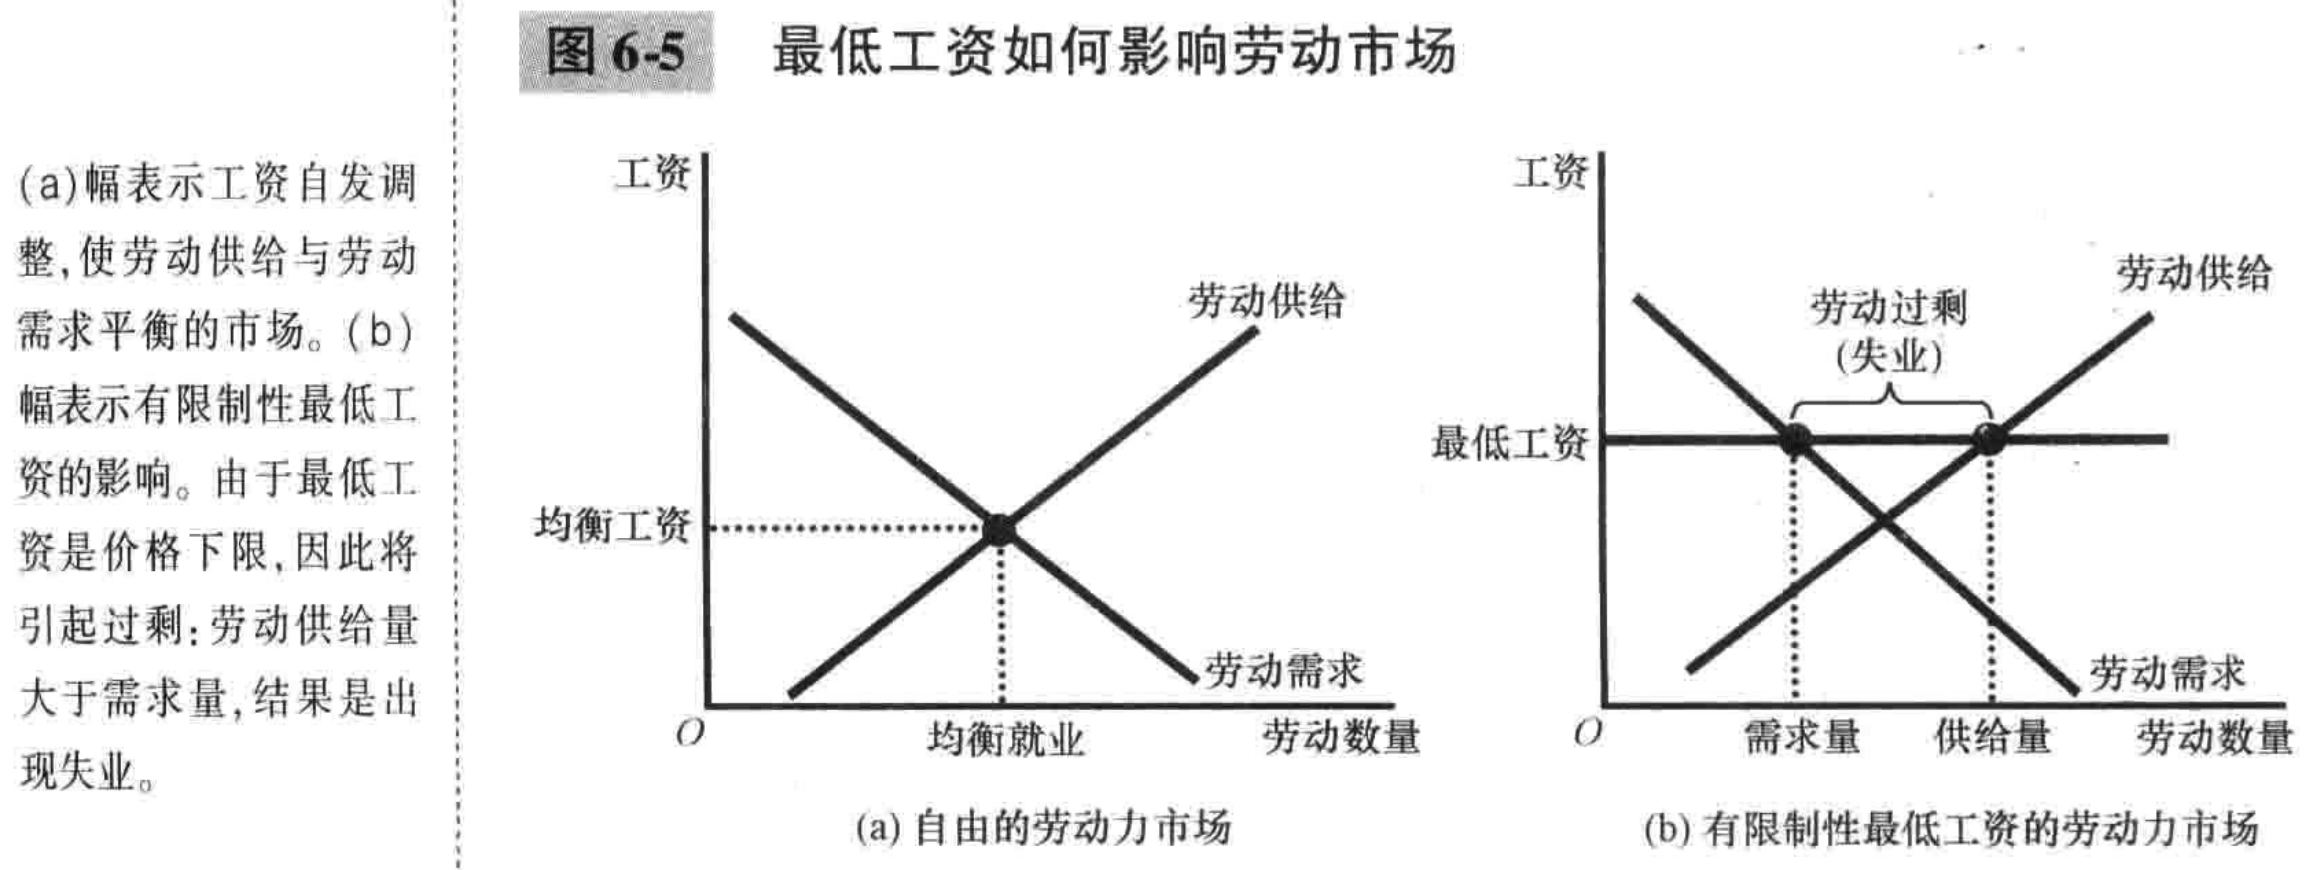 图 6-5 最低工资如何影响劳动市场
(a)幅表示工资自发调
整,使劳动供给与劳动
需求平衡的市场。(b)
幅表示有限制性最低工
资的影响。由于最低工
资是价格下限,因此将
引起过剩:劳动供给量
大于需求量,结果是出
现失业。
工资
劳动供给
均衡工资
劳动需求
O
均衡就业
劳动数量
(a) 自由的劳动力市场
工资
劳动供给
劳动过剩
(失业)
最低工资
劳动需求
O
需求量
供给量
劳动数量
(b) 有限制性最低工资的劳动力市场